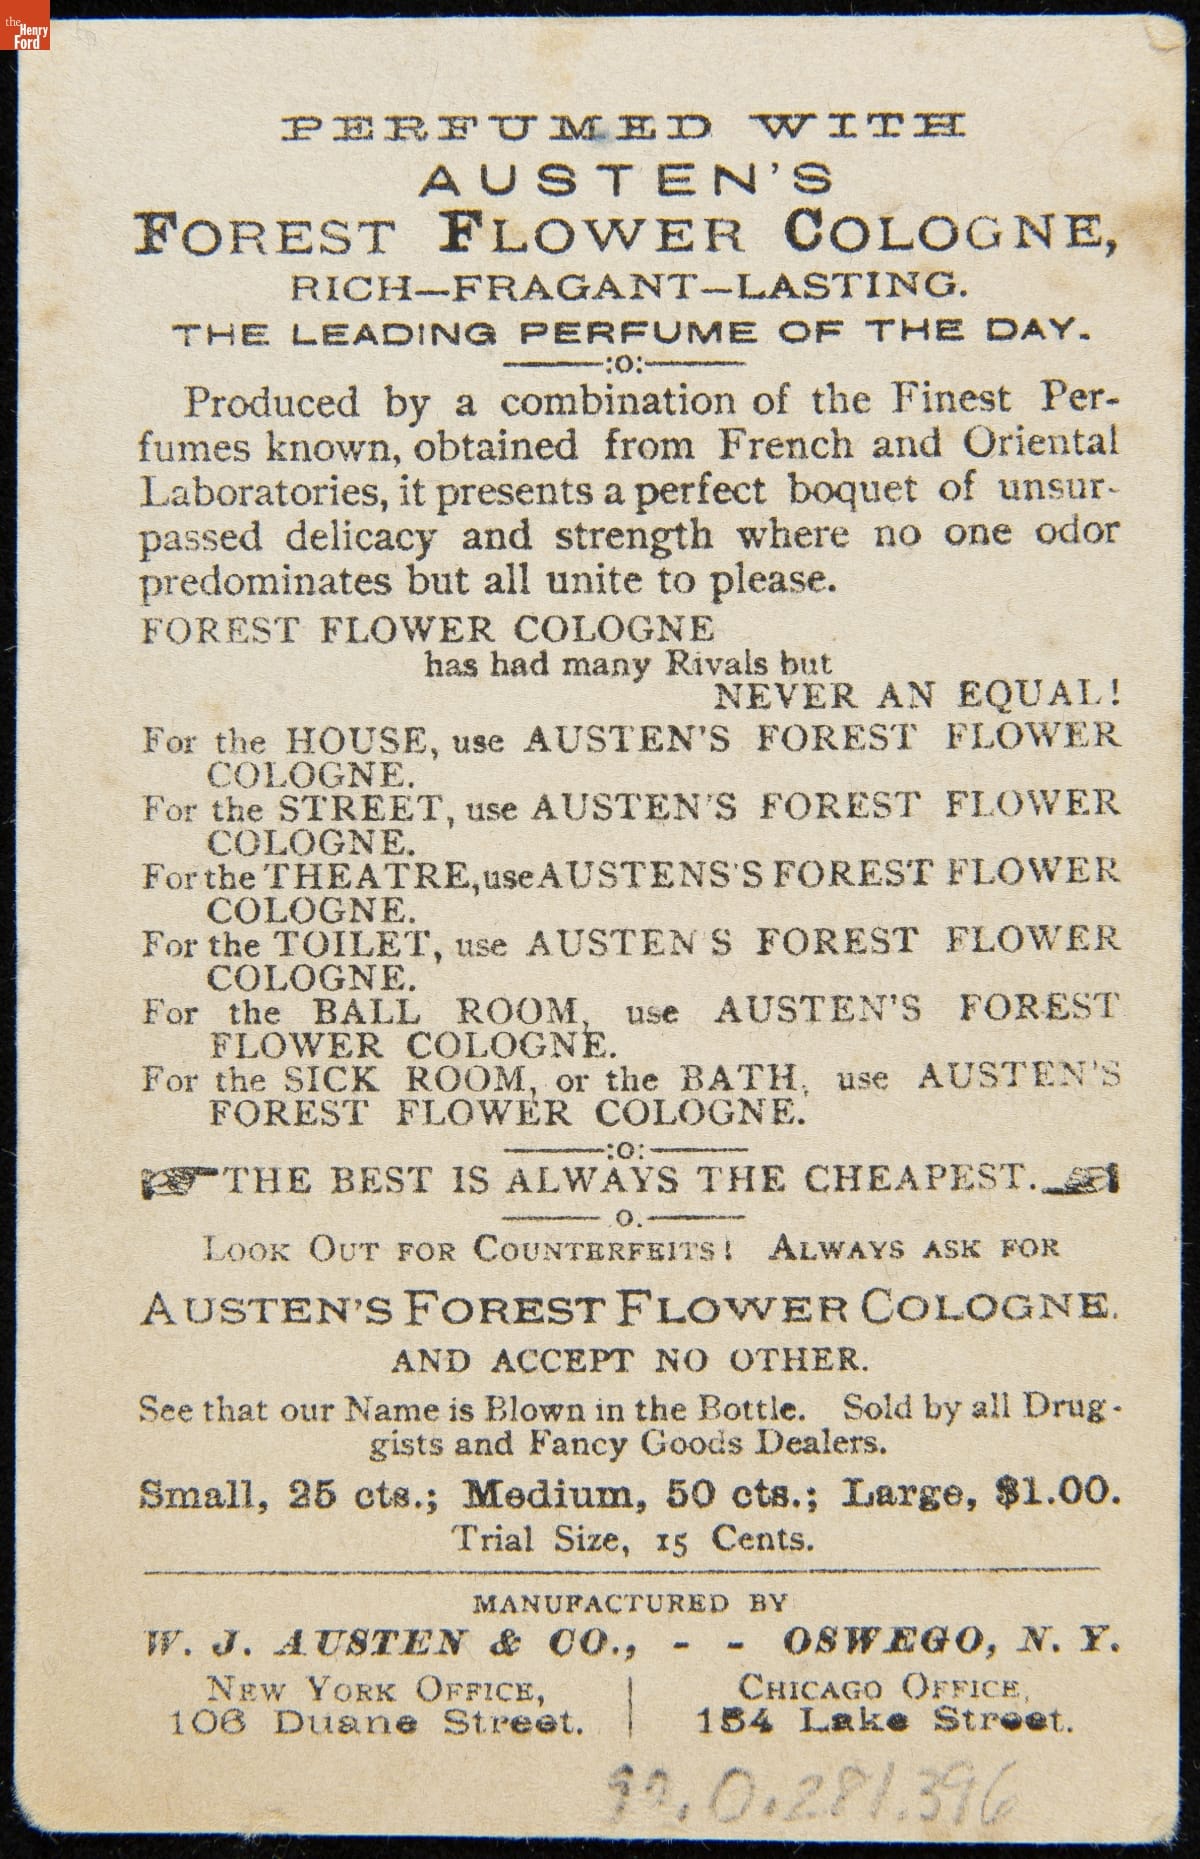 the
Henry
Ford
PERFUMED WITH
AUSTEN'S
FOREST FLOWER COLOGNE,
RICH—FRAGANT—LASTING.
THE LEADING PERFUME OF THE DAY.
:o:
Produced by a combination of the Finest Per-
fumes known, obtained from French and Oriental
Laboratories, it presents a perfect boquet of unsur-
passed delicacy and strength where no one odor
predominates but all unite to please.
FOREST FLOWER COLOGNE
has had many Rivals but
NEVER AN EQUAL!
For the HOUSE, use AUSTEN'S FOREST FLOWER
COLOGNE.
For the STREET, use AUSTEN'S FOREST FLOWER
COLOGNE.
For the THEATRE, use AUSTENS'S FOREST FLOWER
COLOGNE.
For the TOILET, use AUSTEN'S FOREST FLOWER
COLOGNE.
For the BALL ROOM, use AUSTEN'S FOREST
FLOWER COLOGNE.
For the SICK ROOM, or the BATH, use AUSTEN'S
FOREST FLOWER COLOGNE.
:o:
☞ THE BEST IS ALWAYS THE CHEAPEST. ☜
o.
LOOK OUT FOR COUNTERFEITS! ALWAYS ASK FOR
AUSTEN'S FOREST FLOWER COLOGNE.
AND ACCEPT NO OTHER.
See that our Name is Blown in the Bottle. Sold by all Drug-
gists and Fancy Goods Dealers.
Small, 25 cts.; Medium, 50 cts.; Large, $1.00.
Trial Size, 15 Cents.
MANUFACTURED BY
W. J. AUSTEN & CO., - - OSWEGO, N. Y.
NEW YORK OFFICE,
106 Duane Street.
CHICAGO OFFICE,
154 Lake Street.
92.0.281.396